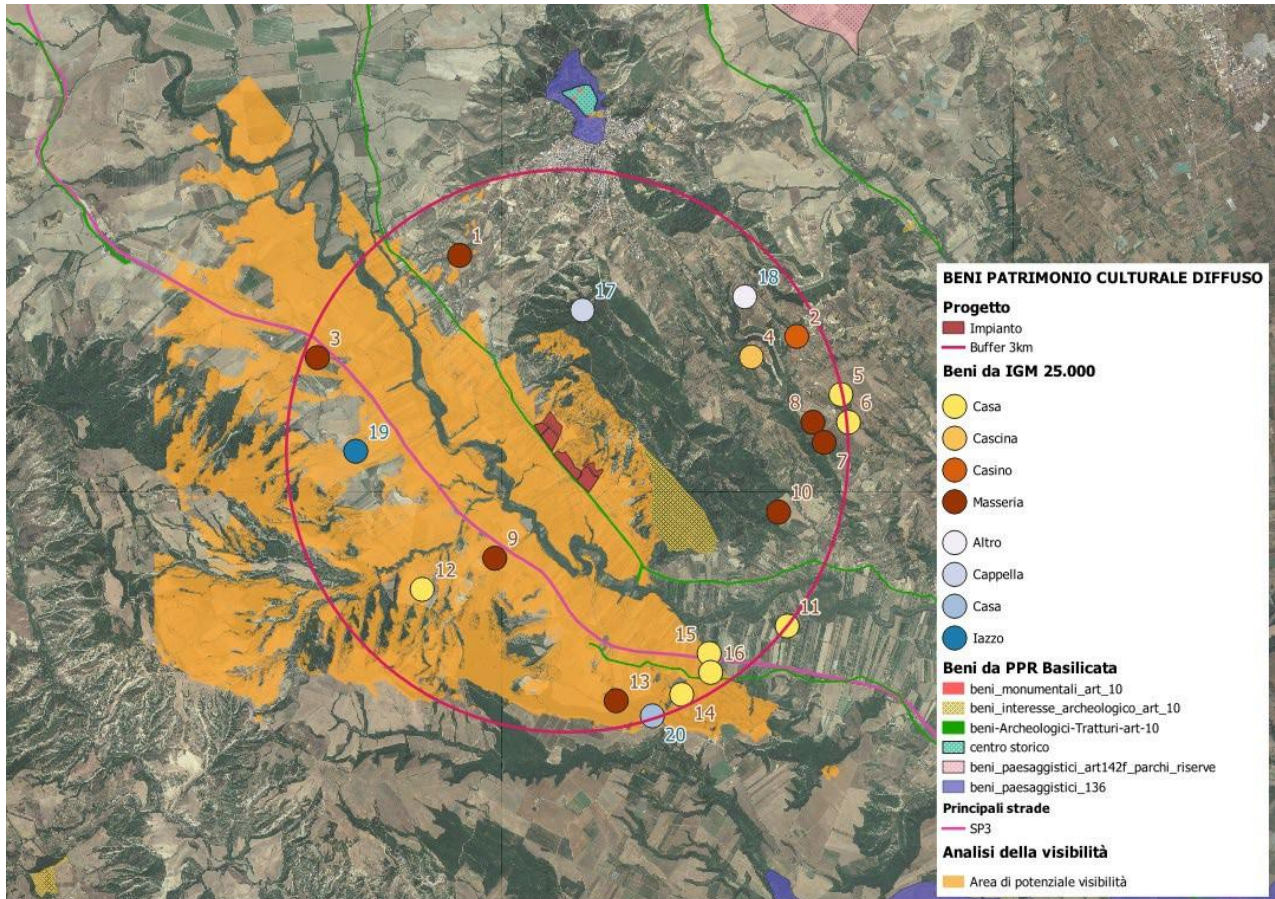 1
17
18
2
4
3
5
8
6
19
7
10
9
12
11
15
16
13
14
20
BENI PATRIMONIO CULTURALE DIFFUSO
Progetto
Impianto
Buffer 3km
Beni da IGM 25.000
Casa
Cascina
Casino
Masseria
Altro
Cappella
Casa
Iazzo
Beni da PPR Basilicata
beni_monumentali_art_10
beni_interesse_archeologico_art_10
beni-Archeologici-Tratturi-art-10
centro storico
beni_paesaggistici_art142f_parchi_riserve
beni_paesaggistici_136
Principali strade
SP3
Analisi della visibilità
Area di potenziale visibilità